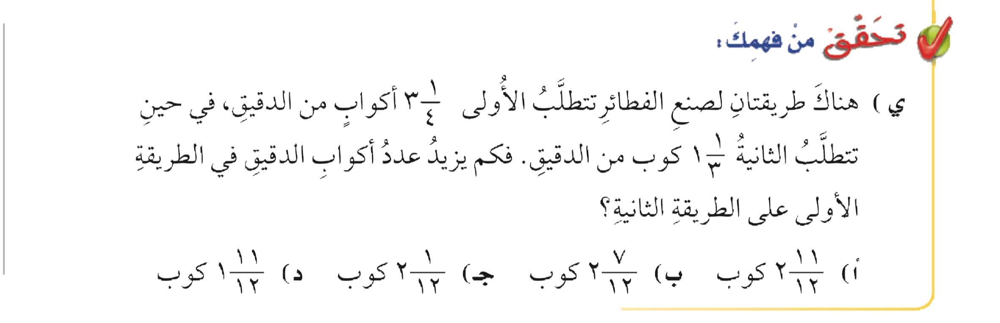 تَحَقَّقْ منْ فهمِكَ:
ي ) هناكَ طريقتانِ لصنعِ الفطائرِ تتطلَّبُ الأُولى ٣ ١/٤ أكوابٍ من الدقيقِ، في حينِ
تتطلَّبُ الثانيةُ ١ ١/٣ كوب من الدقيقِ. فكم يزيدُ عددُ أكوابِ الدقيقِ في الطريقةِ
الأولى على الطريقةِ الثانيةِ؟
أ) ٢ ١١/١٢ كوب ب) ٢ ٧/١٢ كوب جـ) ٢ ١/١٢ كوب د) ١ ١١/١٢ كوب